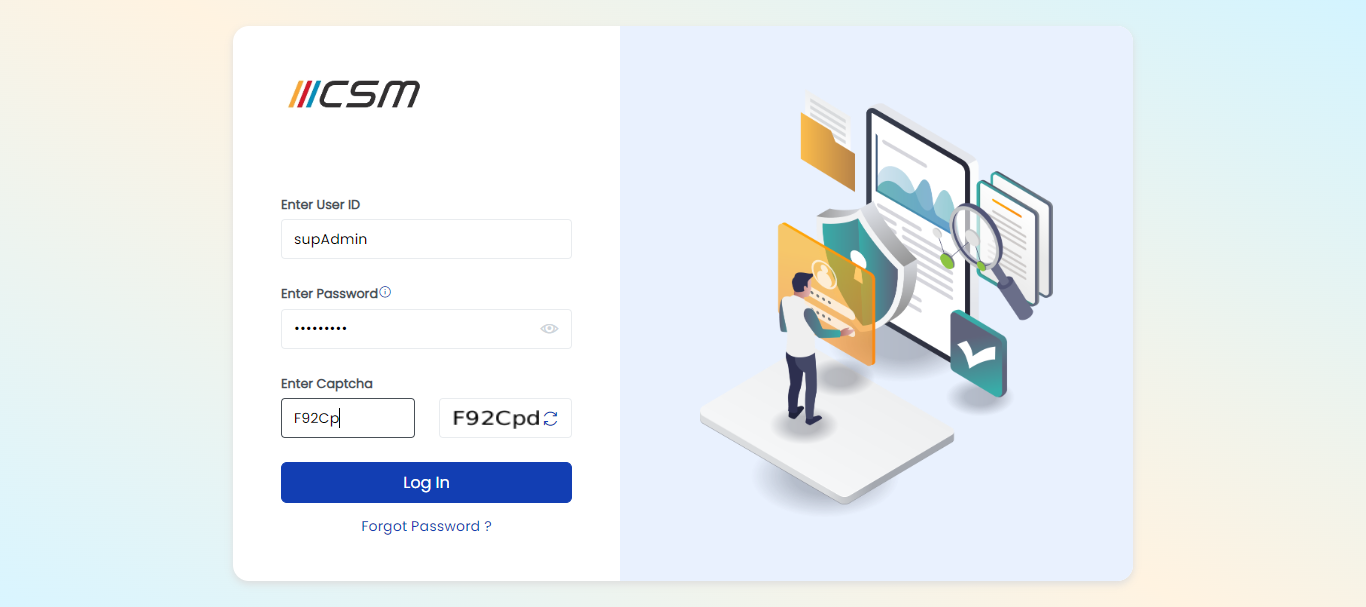 CSM
Enter User ID
supAdmin
Enter Password
•••••••••
Enter Captcha
F92Cp
F92Cpd
Log In
Forgot Password ?